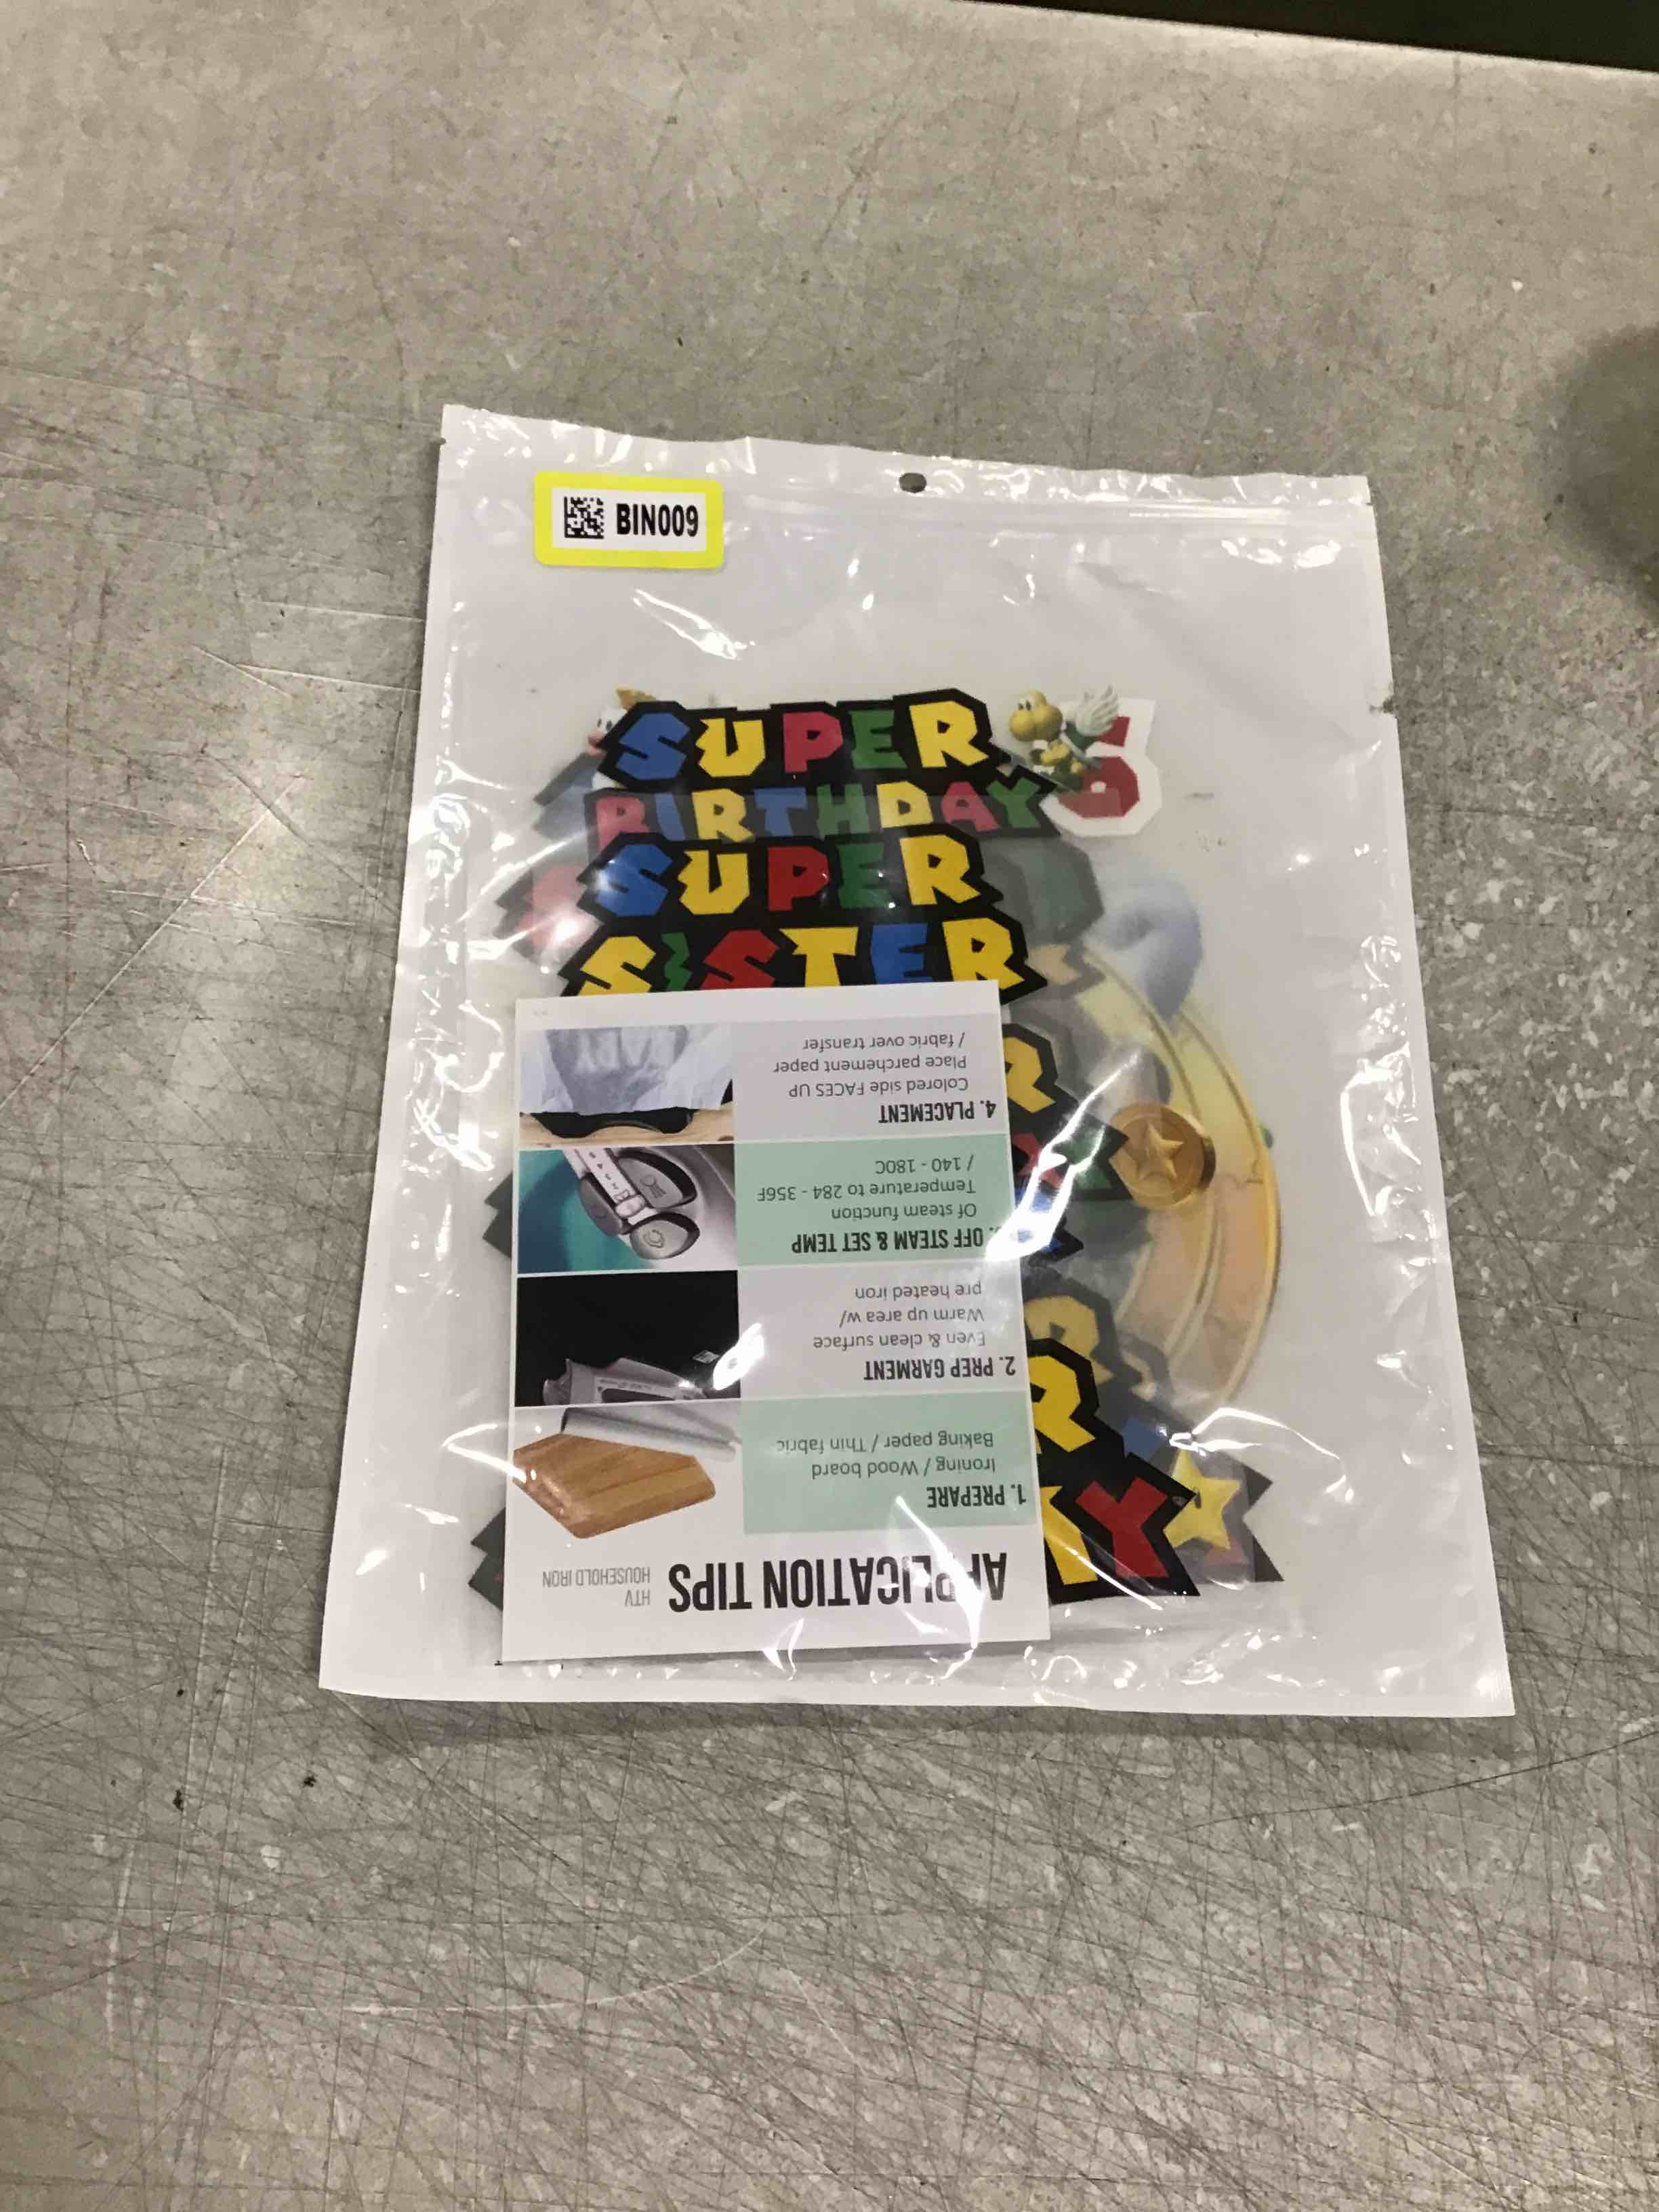 BIN009
SUPER
BIRTHDAY
5
SUPER
SISTER
R
R
Y
APPLICATION TIPS
HTV
HOUSEHOLD IRON
1. PREPARE
Ironing / Wood board
Baking paper / Thin fabric
2. PREP GARMENT
Even & clean surface
Warm up area w/
pre heated iron
. OFF STEAM & SET TEMP
Of steam function
Temperature to 284 - 356F
/ 140 - 180C
4. PLACEMENT
Colored side FACES UP
Place parchement paper
/ fabric over transfer